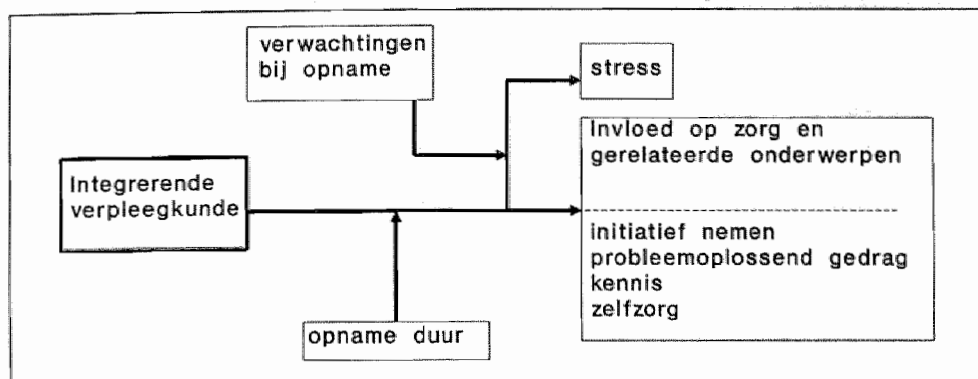 verwachtingen
bij opname
stress
Invloed op zorg en
gerelateerde onderwerpen
Integrerende
verpleegkunde
initiatief nemen
probleemoplossend gedrag
kennis
zelfzorg
opname duur